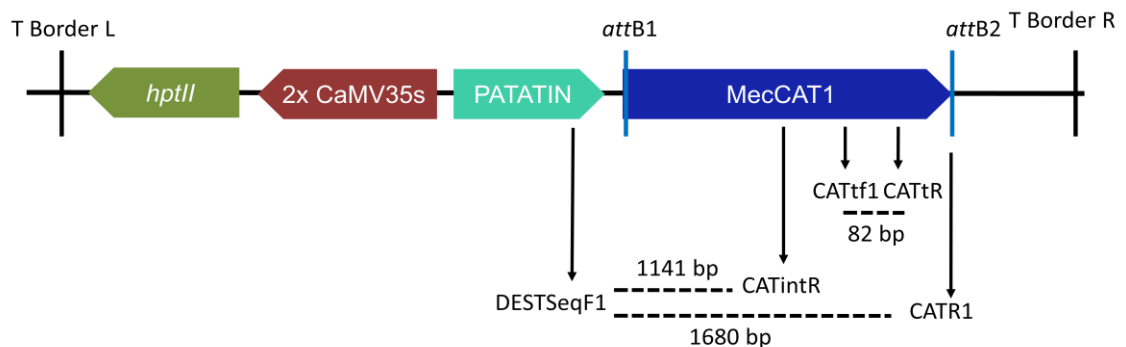 T Border L
attB1
attB2
T Border R
hptII
2x CaMV35s
PATATIN
MecCAT1
CATtf1
CATtR
82 bp
1141 bp
CATintR
DESTSeqF1
CATR1
1680 bp